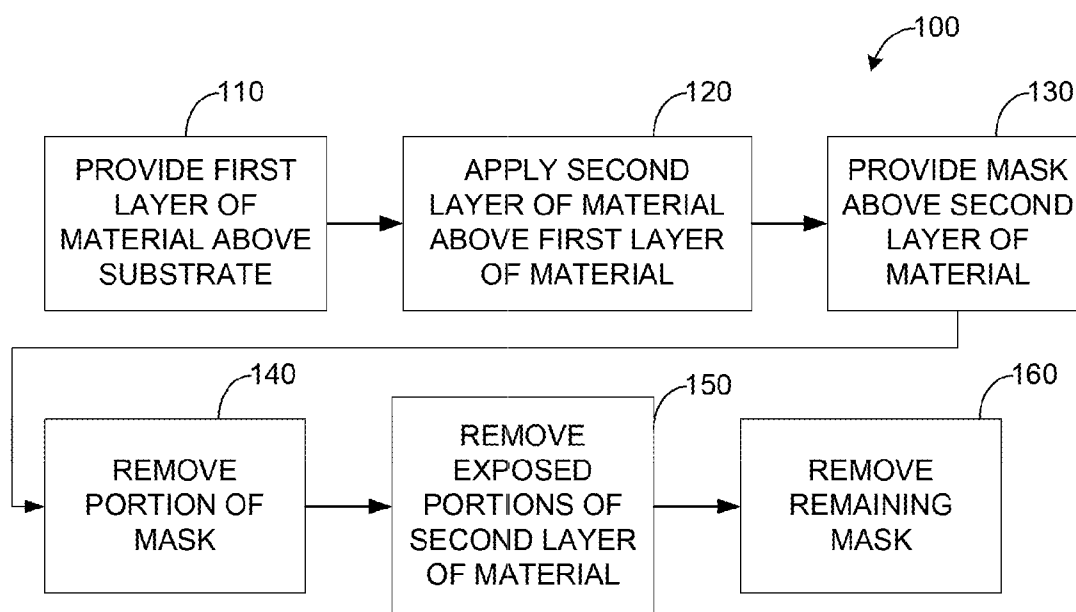 100
110
120
130
PROVIDE FIRST
LAYER OF
MATERIAL ABOVE
SUBSTRATE
APPLY SECOND
LAYER OF MATERIAL
ABOVE FIRST LAYER
OF MATERIAL
PROVIDE MASK
ABOVE SECOND
LAYER OF
MATERIAL
140
150
160
REMOVE
PORTION OF
MASK
REMOVE
EXPOSED
PORTIONS OF
SECOND LAYER
OF MATERIAL
REMOVE
REMAINING
MASK